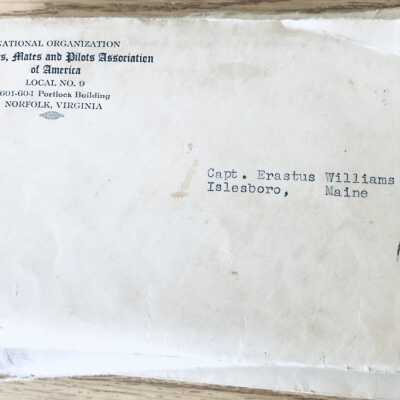 NATIONAL ORGANIZATION
s, Mates and Pilots Association
of America
LOCAL NO. 9
601-604 Portlock Building
NORFOLK, VIRGINIA
Capt. Erastus Williams
Islesboro, Maine